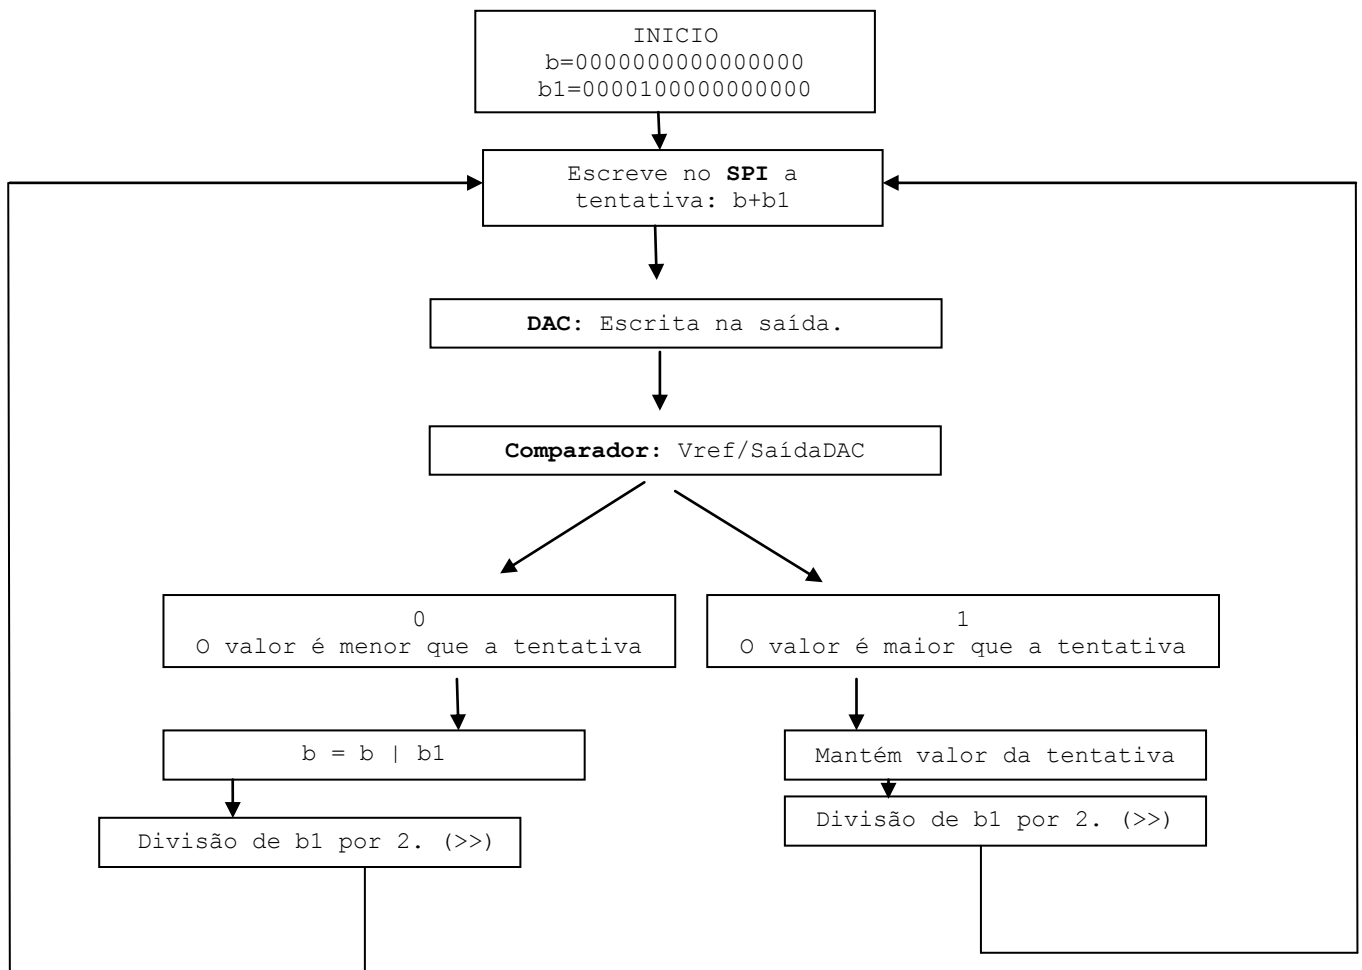 INICIO
b=0000000000000000
b1=0000100000000000
Escreve no SPI a
tentativa: b+b1
DAC: Escrita na saída.
Comparador: Vref/SaídaDAC
0
O valor é menor que a tentativa
1
O valor é maior que a tentativa
b = b | b1
Mantém valor da tentativa
Divisão de b1 por 2. (>>)
Divisão de b1 por 2. (>>)